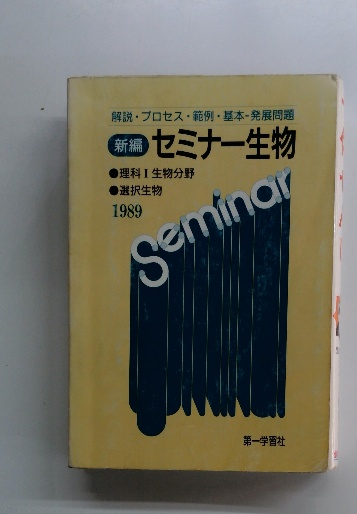 解説・プロセス・範例・基本-発展問題
新編 セミナー生物
●理科Ⅰ生物分野
●選択生物
1989
Seminar
第一学習社